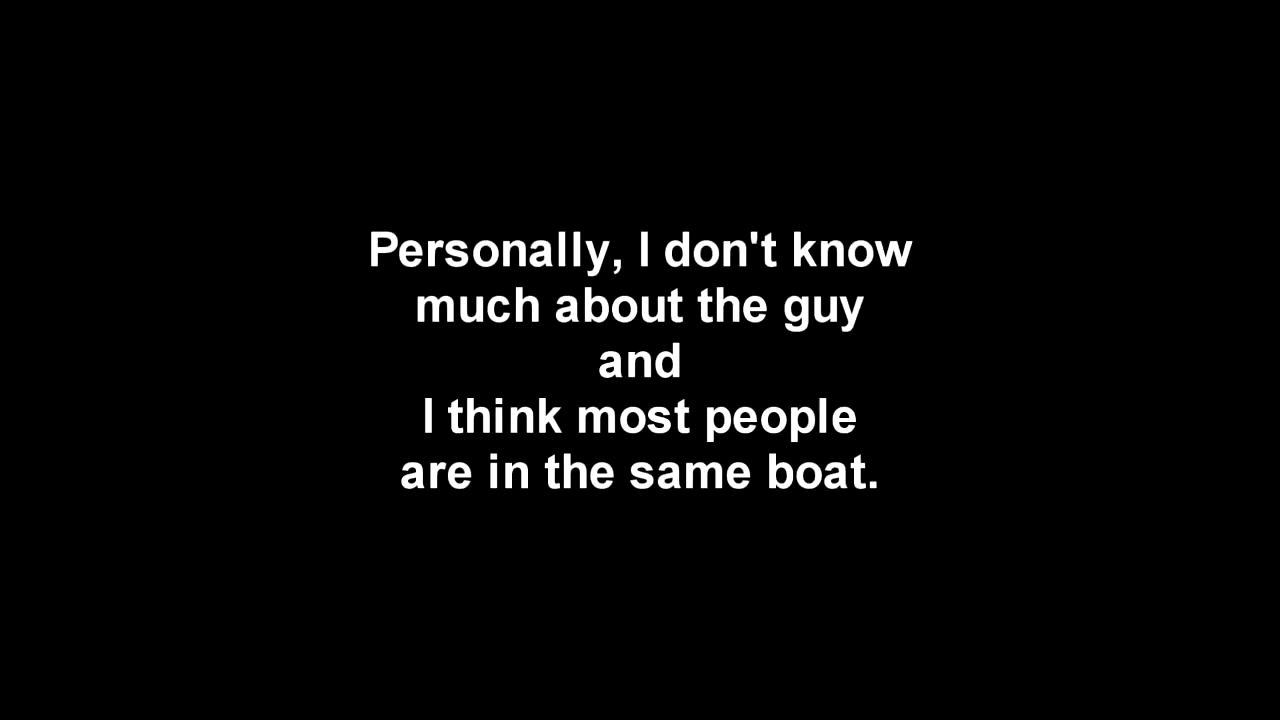 Personally, I don't know
much about the guy
and
I think most people
are in the same boat.